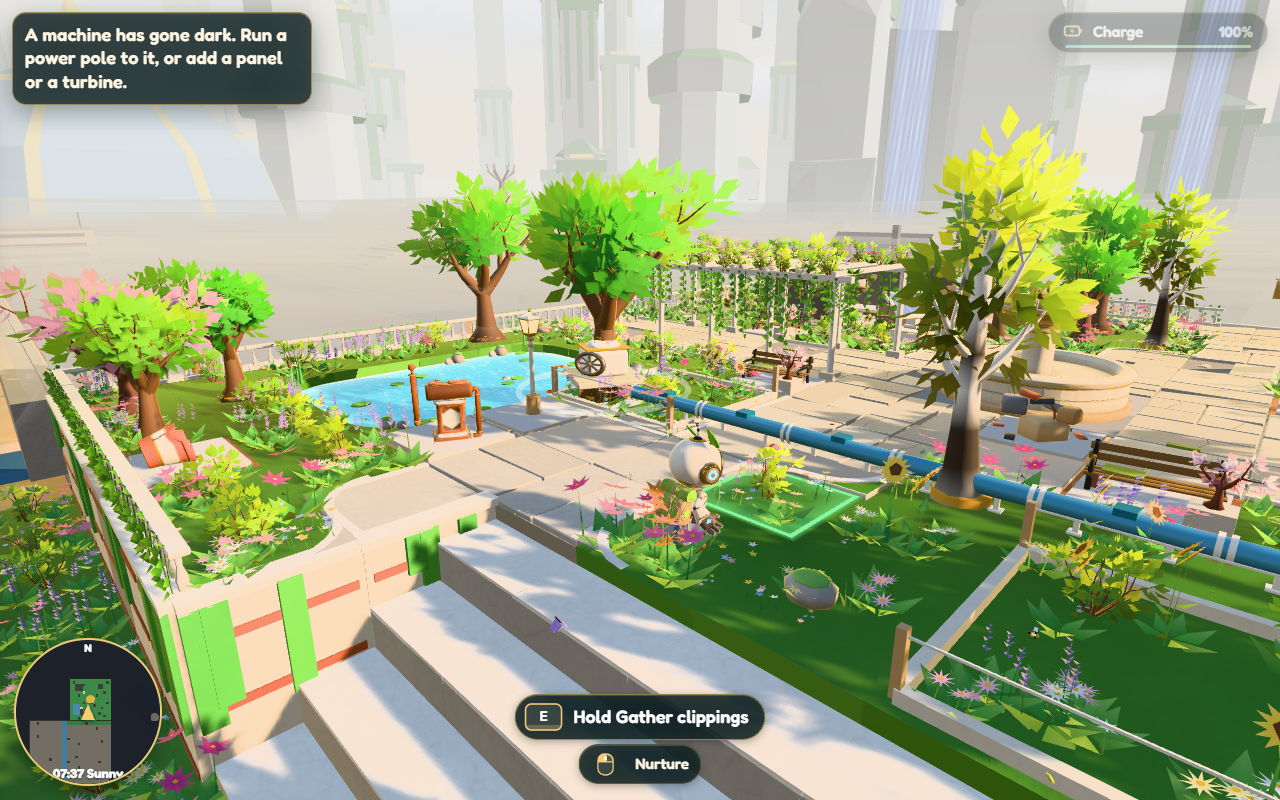 A machine has gone dark. Run a
power pole to it, or add a panel
or a turbine.
Charge 100%
N
07:37 Sunny
E Hold Gather clippings
Nurture